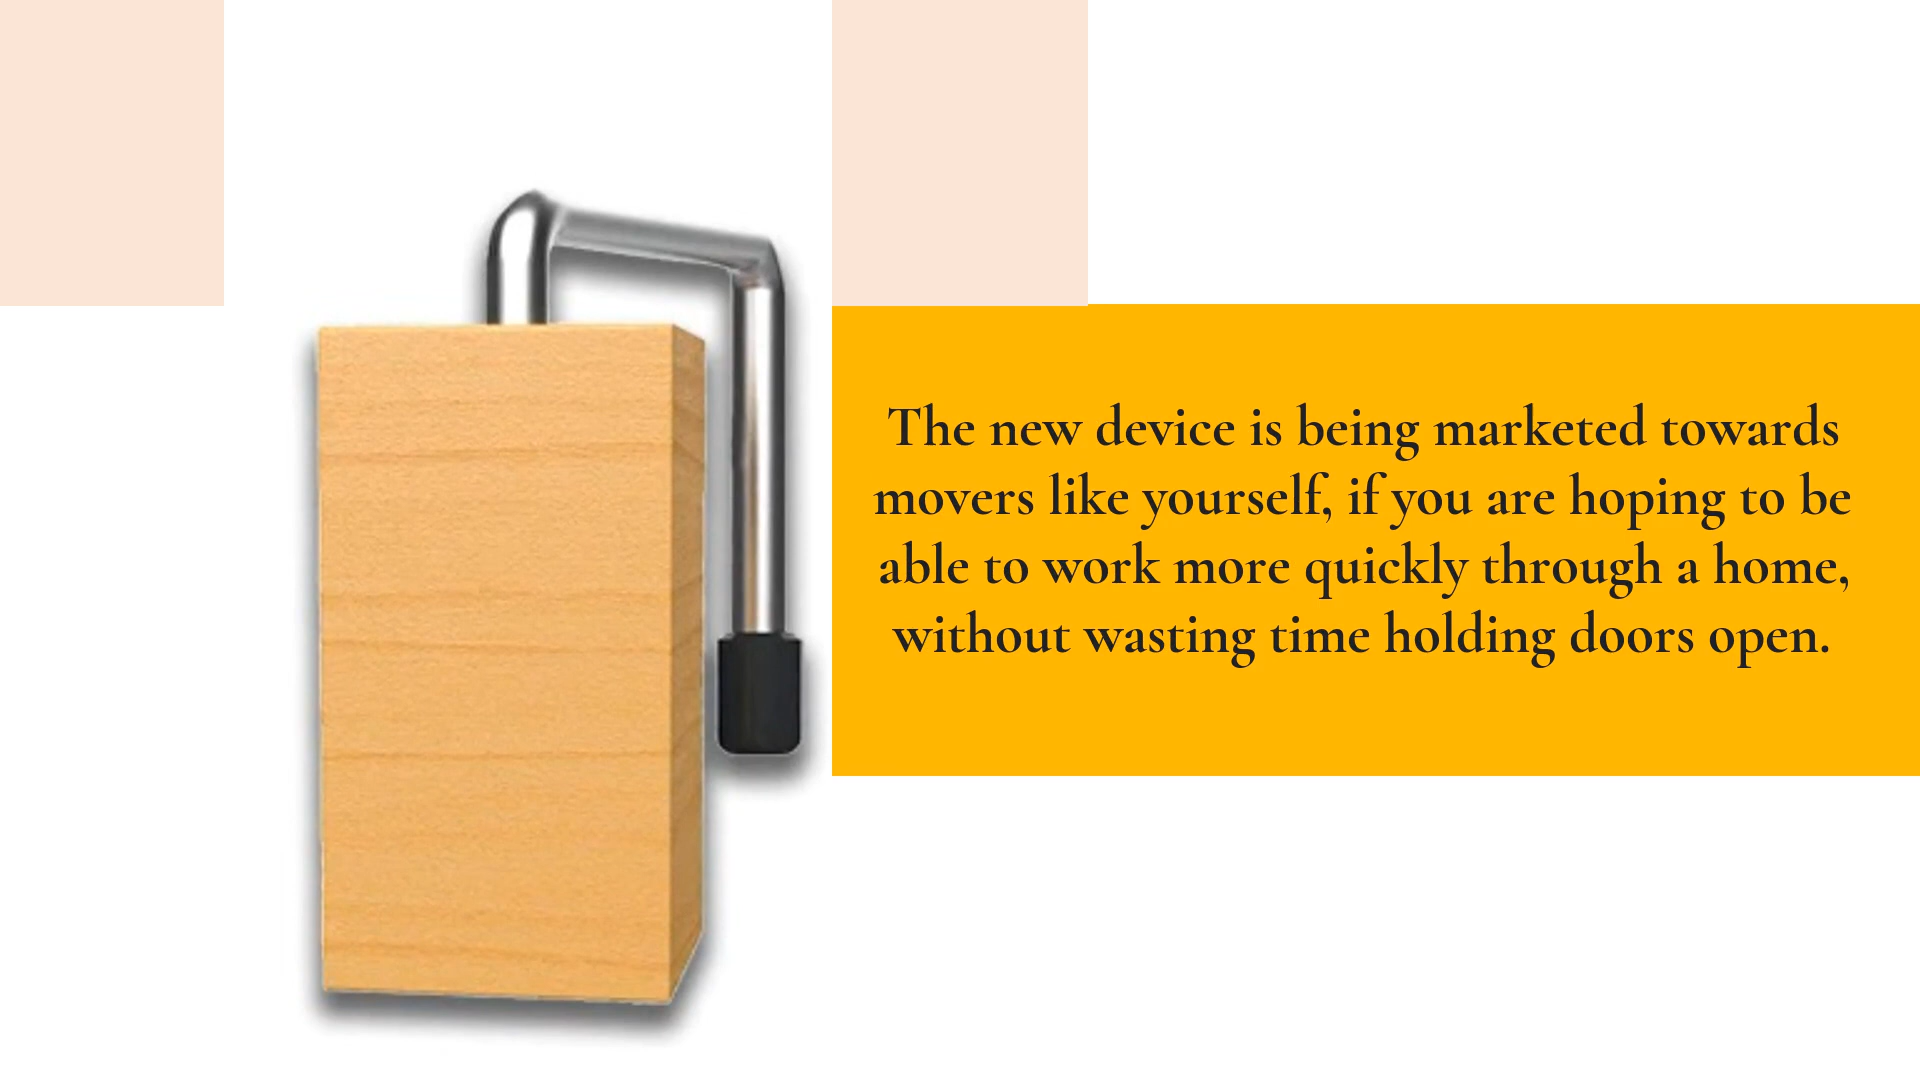 The new device is being marketed towards
movers like yourself, if you are hoping to be
able to work more quickly through a home,
without wasting time holding doors open.